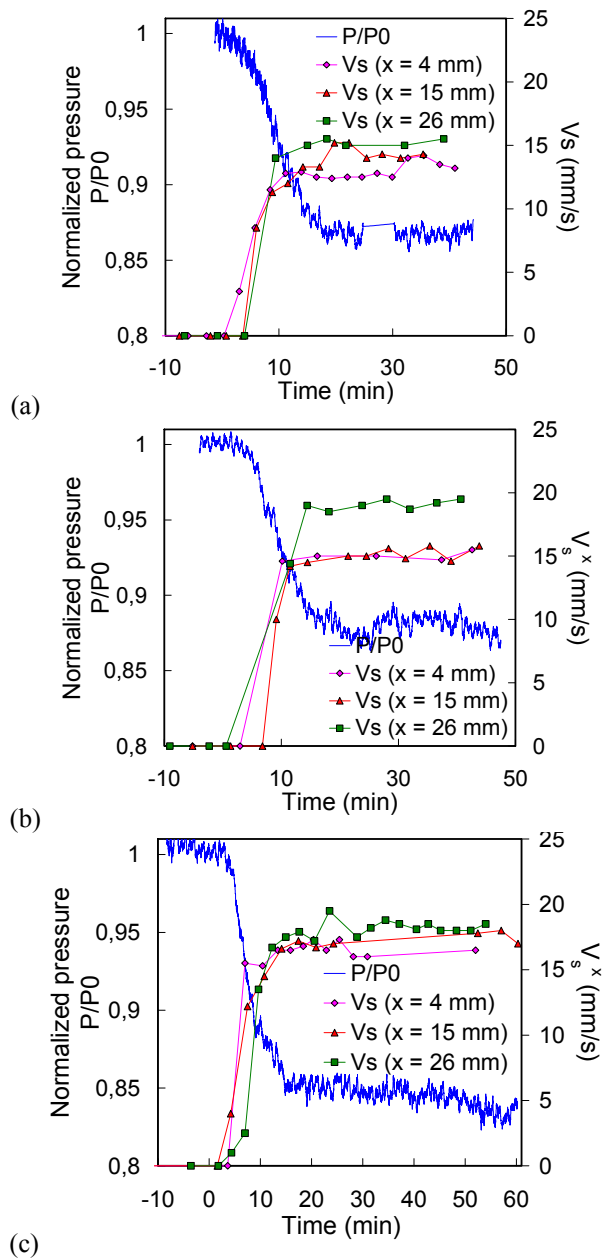 1
0,95
0,9
0,85
0,8
Normalized pressure
P/P0
25
20
15
10
5
0
Vs (mm/s)
P/P0
Vs (x = 4 mm)
Vs (x = 15 mm)
Vs (x = 26 mm)
-10 10 30 50
Time (min)
(a)
1
0,95
0,9
0,85
0,8
Normalized pressure
P/P0
25
20
15
10
5
0
Vsx (mm/s)
P/P0
Vs (x = 4 mm)
Vs (x = 15 mm)
Vs (x = 26 mm)
-10 10 30 50
Time (min)
(b)
1
0,95
0,9
0,85
0,8
Normalized pressure
P/P0
25
20
15
10
5
0
Vsx (mm/s)
P/P0
Vs (x = 4 mm)
Vs (x = 15 mm)
Vs (x = 26 mm)
-10 0 10 20 30 40 50 60
Time (min)
(c)